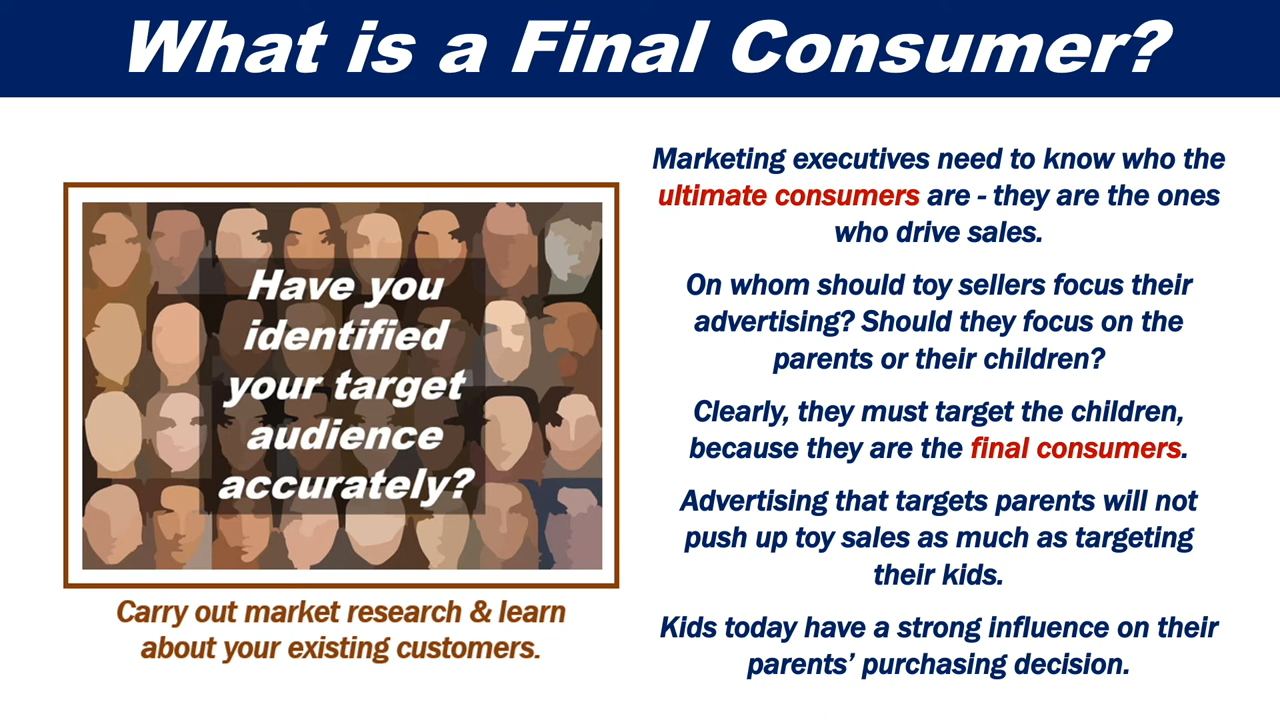 What is a Final Consumer?
Have you
identified
your target
audience
accurately?
Carry out market research & learn
about your existing customers.
Marketing executives need to know who the
ultimate consumers are - they are the ones
who drive sales.
On whom should toy sellers focus their
advertising? Should they focus on the
parents or their children?
Clearly, they must target the children,
because they are the final consumers.
Advertising that targets parents will not
push up toy sales as much as targeting
their kids.
Kids today have a strong influence on their
parents’ purchasing decision.